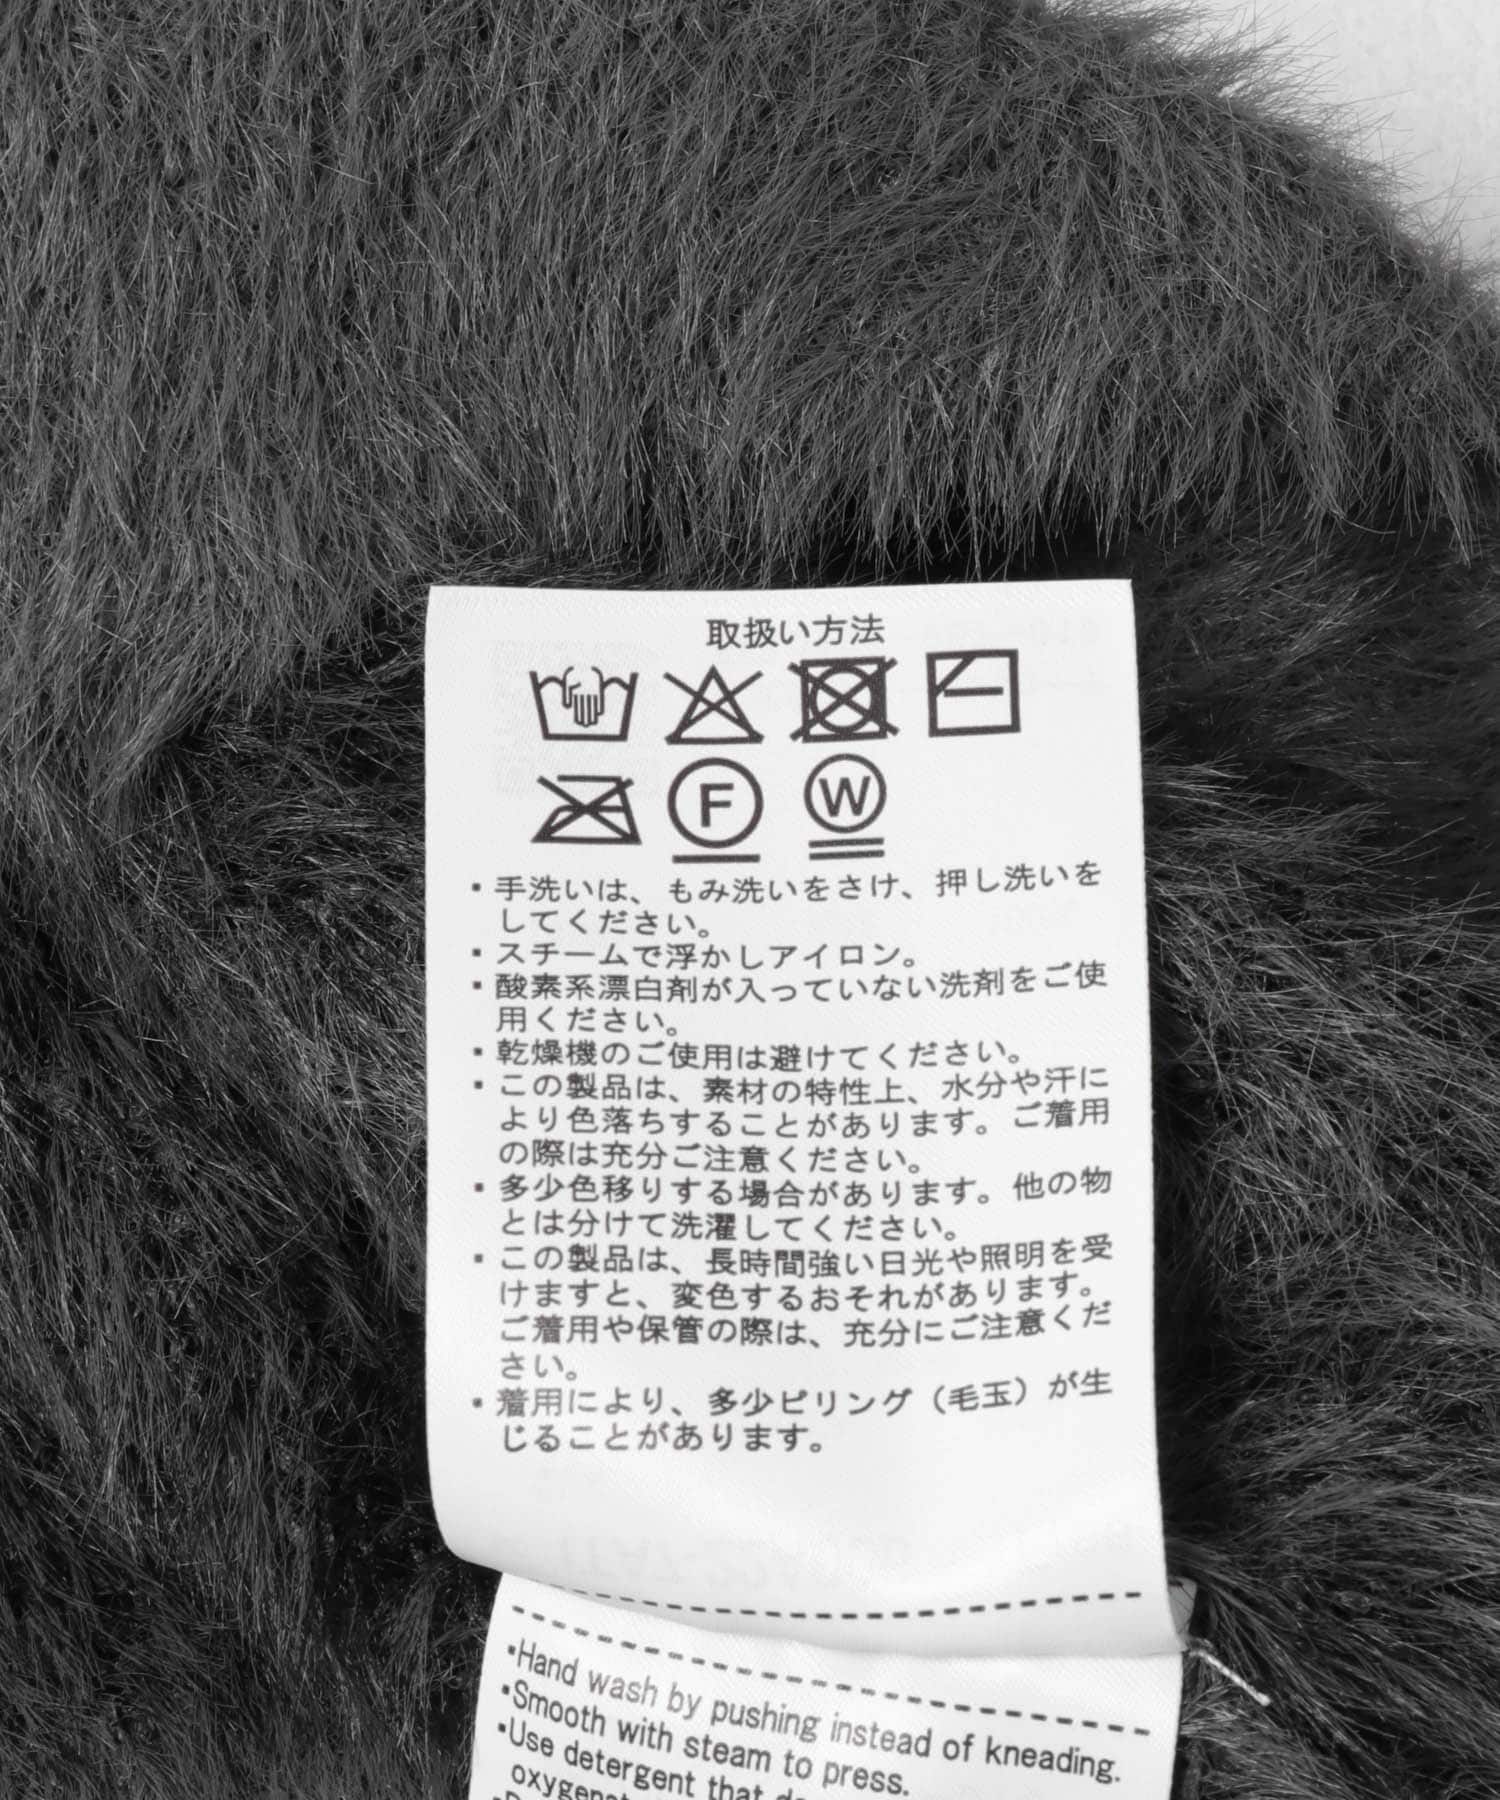 取扱い方法
F
W
・手洗いは、もみ洗いをさけ、押し洗いを
してください。
・スチームで浮かしアイロン。
・酸素系漂白剤が入っていない洗剤をご使
用ください。
・乾燥機のご使用は避けてください。
・この製品は、素材の特性上、水分や汗に
より色落ちすることがあります。ご着用
の際は充分ご注意ください。
・多少色移りする場合があります。他の物
とは分けて洗濯してください。
・この製品は、長時間強い日光や照明を受
けますと、変色するおそれがあります。
ご着用や保管の際は、充分にご注意くだ
さい。
・着用により、多少ピリング（毛玉）が生
じることがあります。
・Hand wash by pushing instead of kneading.
・Smooth with steam to press.
・Use detergent that